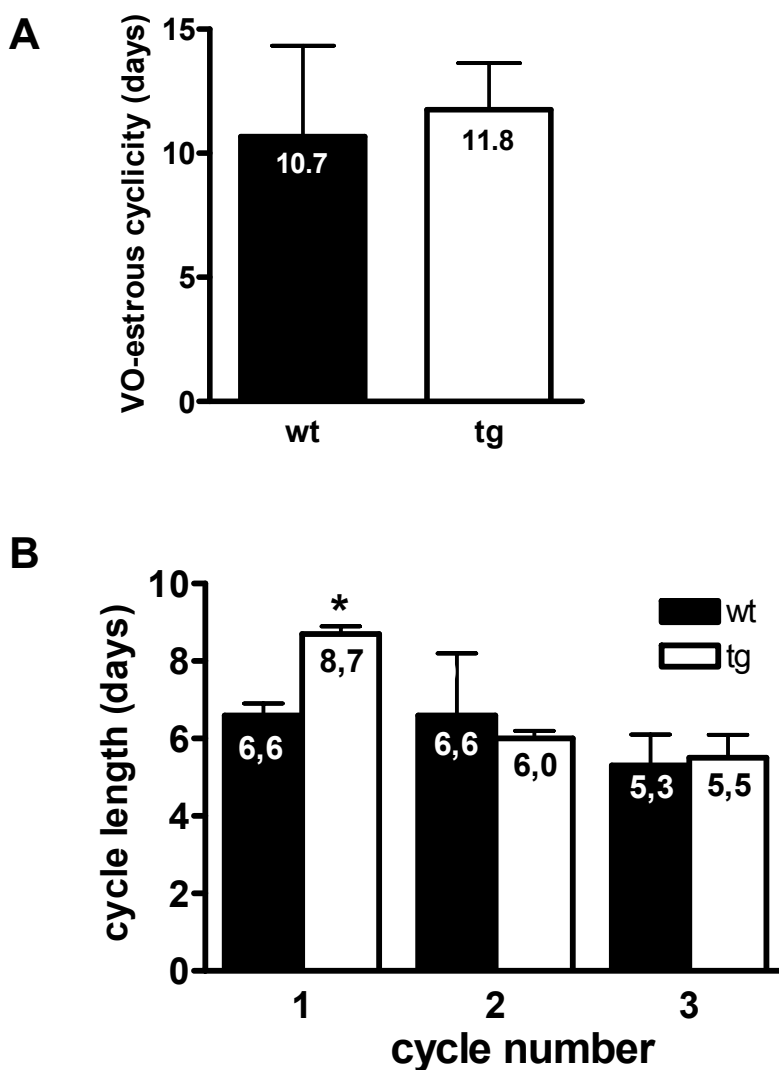 A
VO-estrous cyclicity (days)
15
10
5
0
10.7
11.8
wt
tg
B
cycle length (days)
10
8
6
4
2
0
*
6,6
8,7
6,6
6,0
5,3
5,5
wt
tg
1
2
3
cycle number